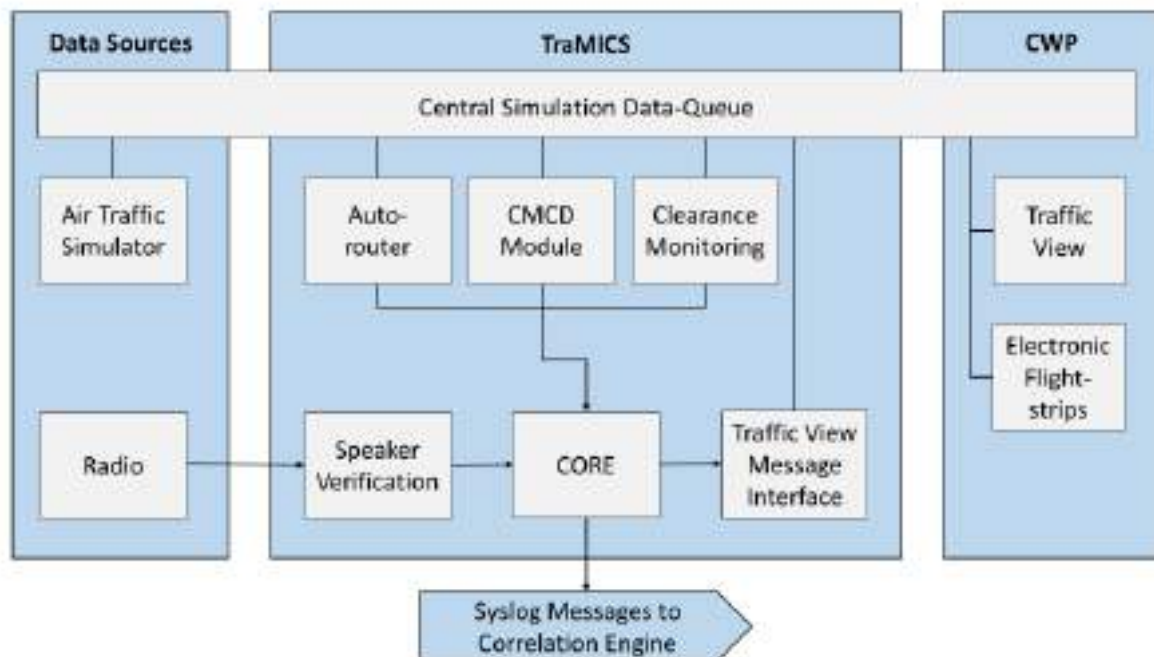 Data Sources
TraMICS
CWP
Central Simulation Data-Queue
Air Traffic
Simulator
Auto-
router
CMCD
Module
Clearance
Monitoring
Traffic
View
Electronic
Flight-
strips
Radio
Speaker
Verification
CORE
Traffic View
Message
Interface
Syslog Messages to
Correlation Engine